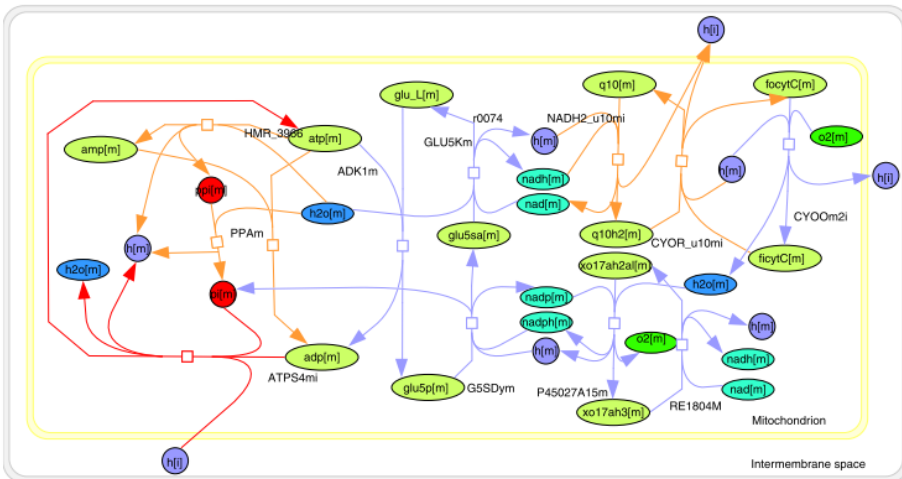 h[i]
glu_L[m]
q10[m]
focytC[m]
r0074
NADH2_u10mi
HMR_3966
atp[m]
GLU5Km
h[m]
o2[m]
amp[m]
ADK1m
nadh[m]
h[m]
h[i]
ppi[m]
nad[m]
h2o[m]
CYOOm2i
PPAm
glu5sa[m]
q10h2[m]
CYOR_u10mi
h[m]
ficytC[m]
h2o[m]
xo17ah2al[m]
h2o[m]
pi[m]
nadp[m]
nadph[m]
h[m]
o2[m]
h[m]
adp[m]
nadh[m]
ATPS4mi
glu5p[m]
G5SDym
P45027A15m
nad[m]
RE1804M
xo17ah3[m]
Mitochondrion
h[i]
Intermembrane space